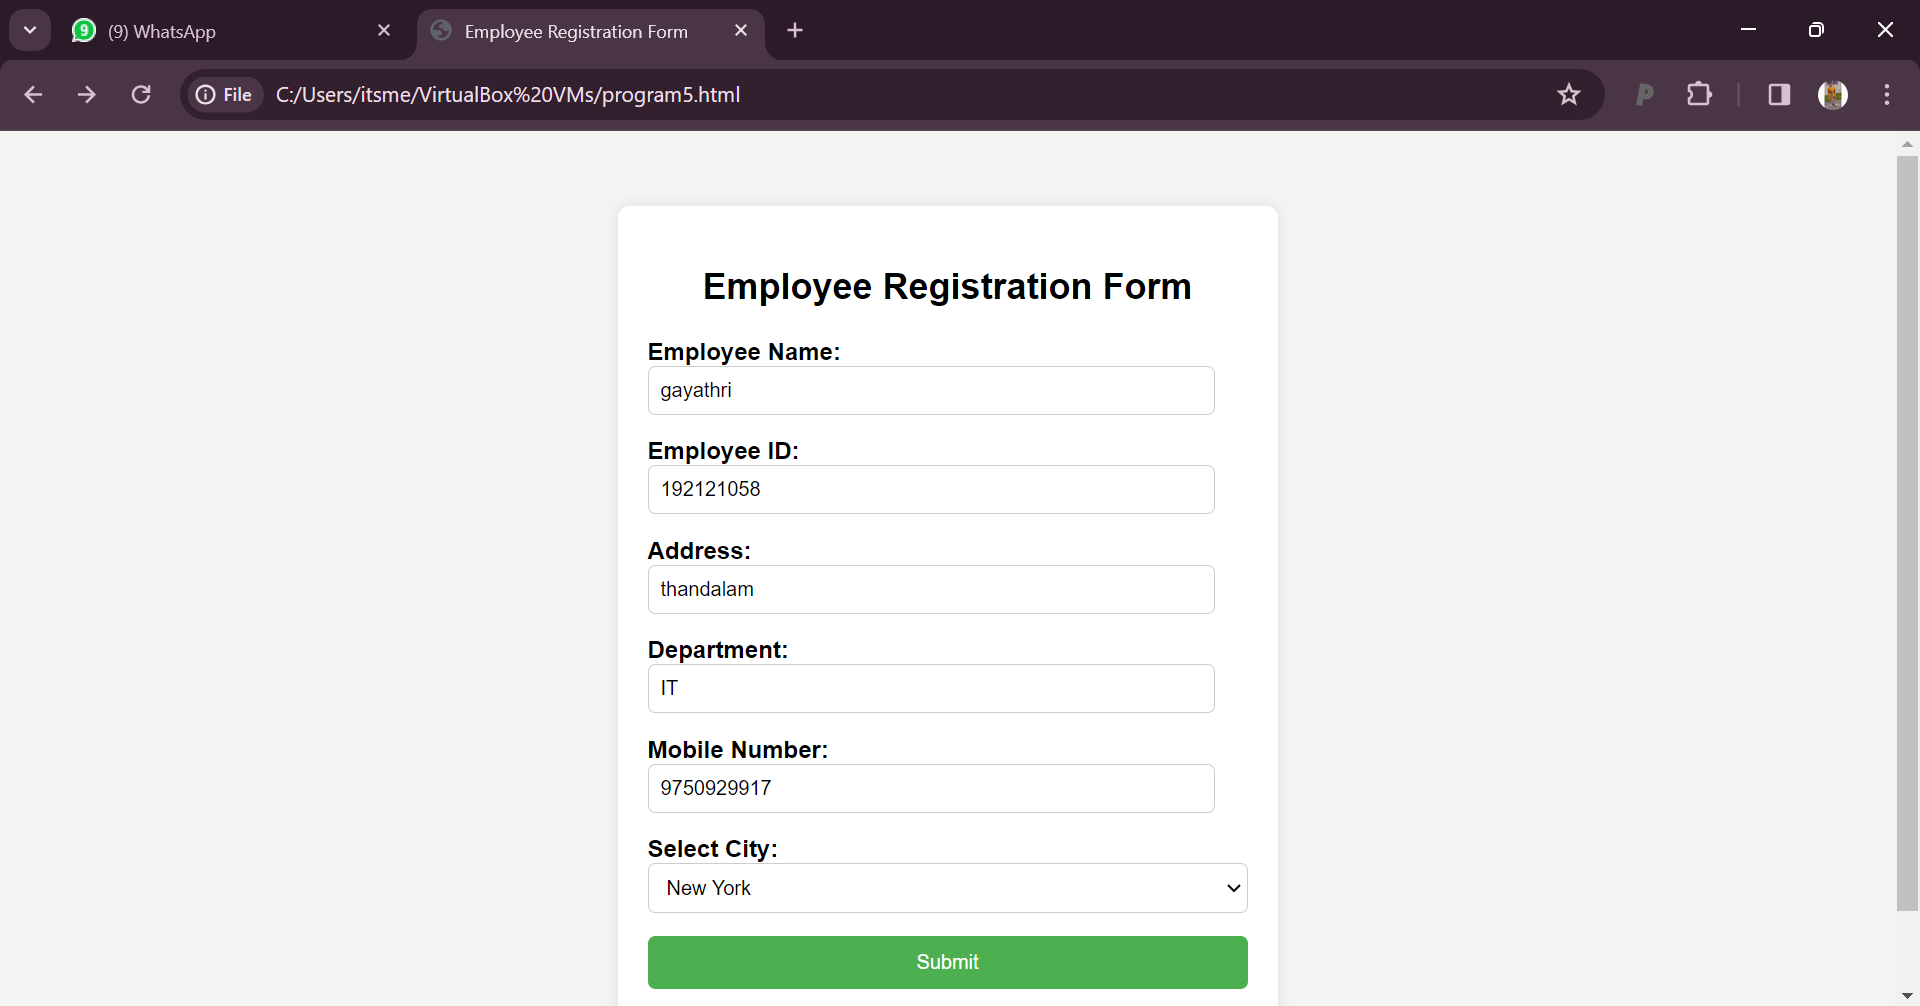 9 (9) WhatsApp
Employee Registration Form
File C:/Users/itsme/VirtualBox%20VMs/program5.html
P
Employee Registration Form
Employee Name:
gayathri
Employee ID:
192121058
Address:
thandalam
Department:
IT
Mobile Number:
9750929917
Select City:
New York
Submit